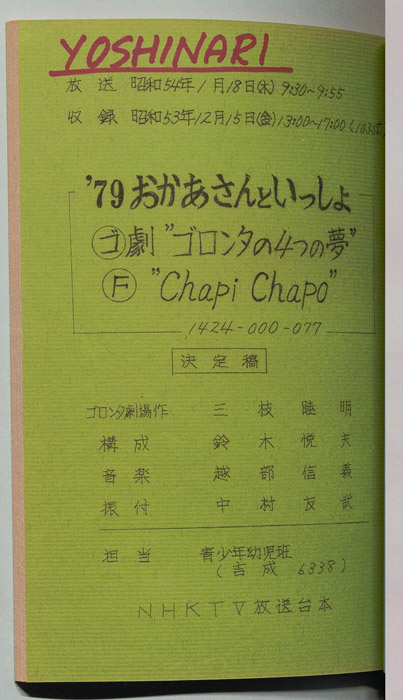 YOSHINARI
放送 昭和54年1月18日(木) 9:30~9:55
収録 昭和53年12月15日(金)13:00~17:00
'79 おかあさんといっしょ
ゴ劇 "ゴロンタの4つの夢"
F "Chapi Chapo"
1424-000-077
決定稿
ゴロンタ劇場作 三枝睦明
構成 鈴木悦夫
音楽 越部信義
振付 中村友武
担当 青少年幼児班
(吉成 6338)
NHKTV放送台本